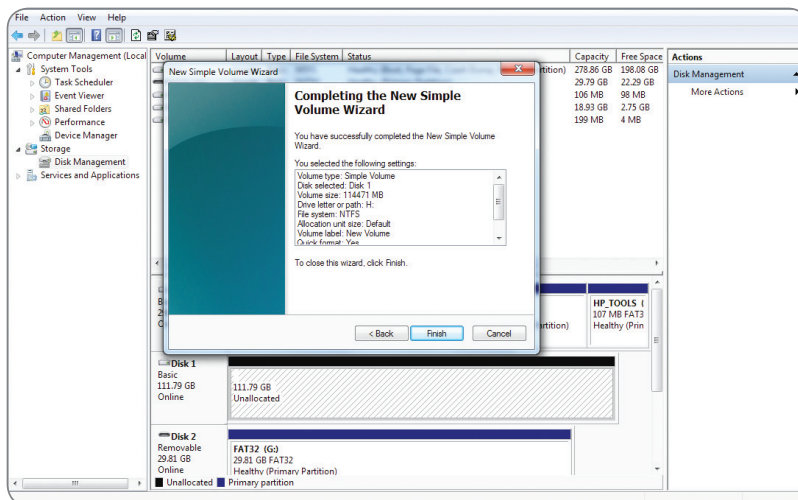 File Action View Help
Computer Management (Local
System Tools
Task Scheduler
Event Viewer
Shared Folders
Performance
Device Manager
Storage
Disk Management
Services and Applications
Volume Layout Type File System Status Capacity Free Space
rtition) 278.86 GB 198.08 GB
29.79 GB 22.29 GB
106 MB 98 MB
18.93 GB 2.75 GB
199 MB 4 MB
Actions
Disk Management
More Actions
New Simple Volume Wizard
Completing the New Simple
Volume Wizard
You have successfully completed the New Simple Volume
Wizard.
You selected the following settings:
Volume type: Simple Volume
Disk selected: Disk 1
Volume size: 114471 MB
Drive letter or path: H:
File system: NTFS
Allocation unit size: Default
Volume label: New Volume
Quick format: Yes
To close this wizard, click Finish.
< Back Finish Cancel
artition)
HP_TOOLS (
107 MB FAT3
Healthy (Prin
Disk 1
Basic
111.79 GB
Online
111.79 GB
Unallocated
Disk 2
Removable
29.81 GB
Online
FAT32 (G:)
29.81 GB FAT32
Healthy (Primary Partition)
Unallocated Primary partition